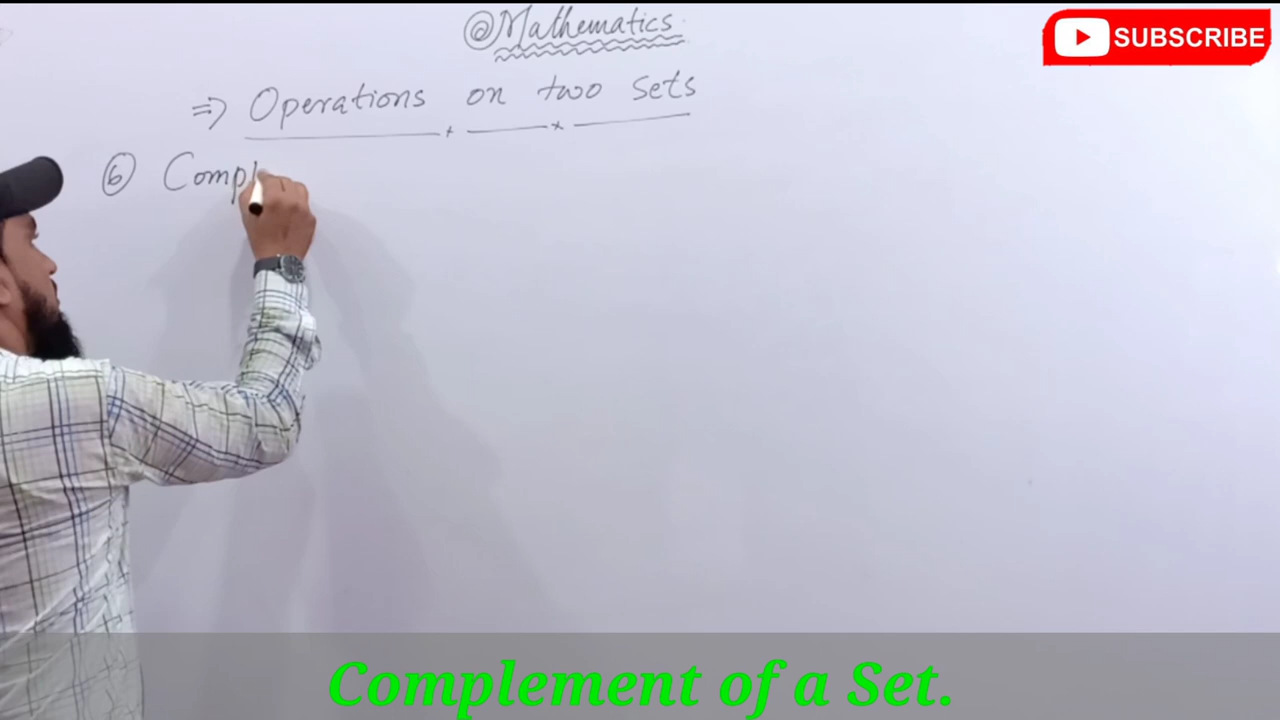 @Mathematics
SUBSCRIBE
⇒ Operations on two sets
⑥ Compl
Complement of a Set.